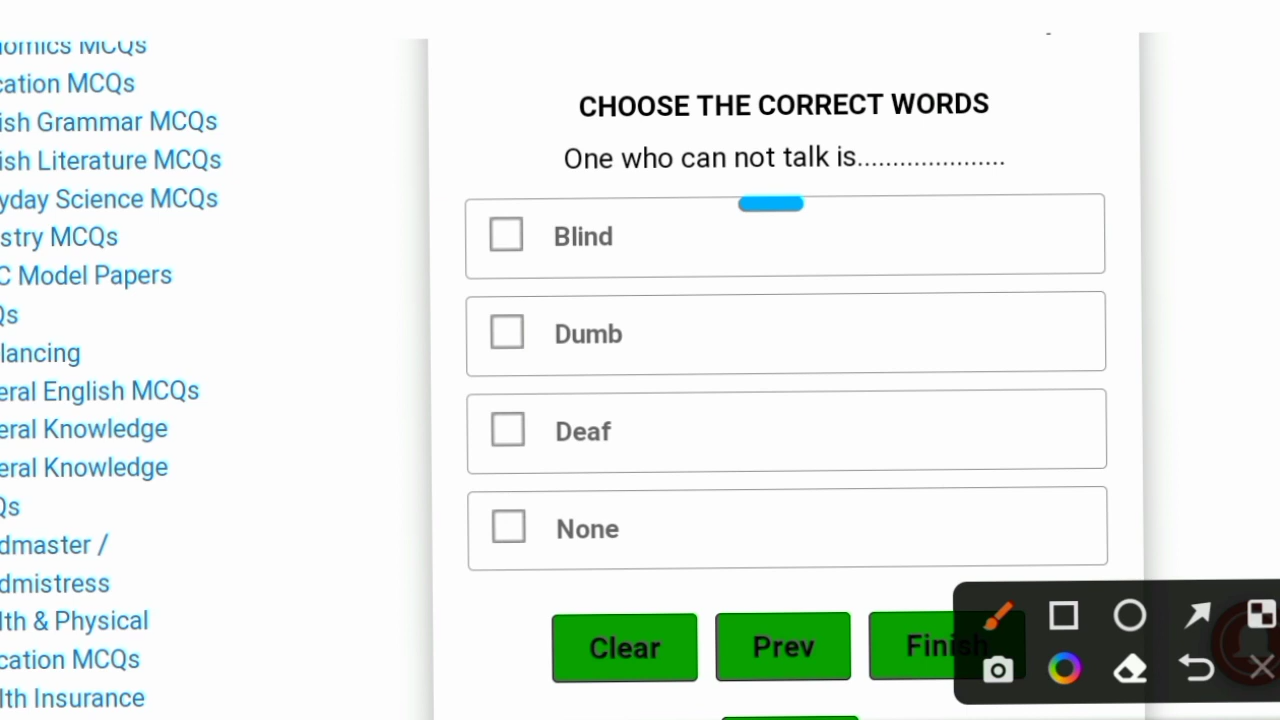 omics MCQs
cation MCQs
ish Grammar MCQs
ish Literature MCQs
yday Science MCQs
stry MCQs
C Model Papers
Qs
lancing
eral English MCQs
eral Knowledge
eral Knowledge
Qs
dmaster /
dmistress
lth & Physical
cation MCQs
lth Insurance
CHOOSE THE CORRECT WORDS
One who can not talk is.....................
Blind
Dumb
Deaf
None
Clear
Prev
Finish